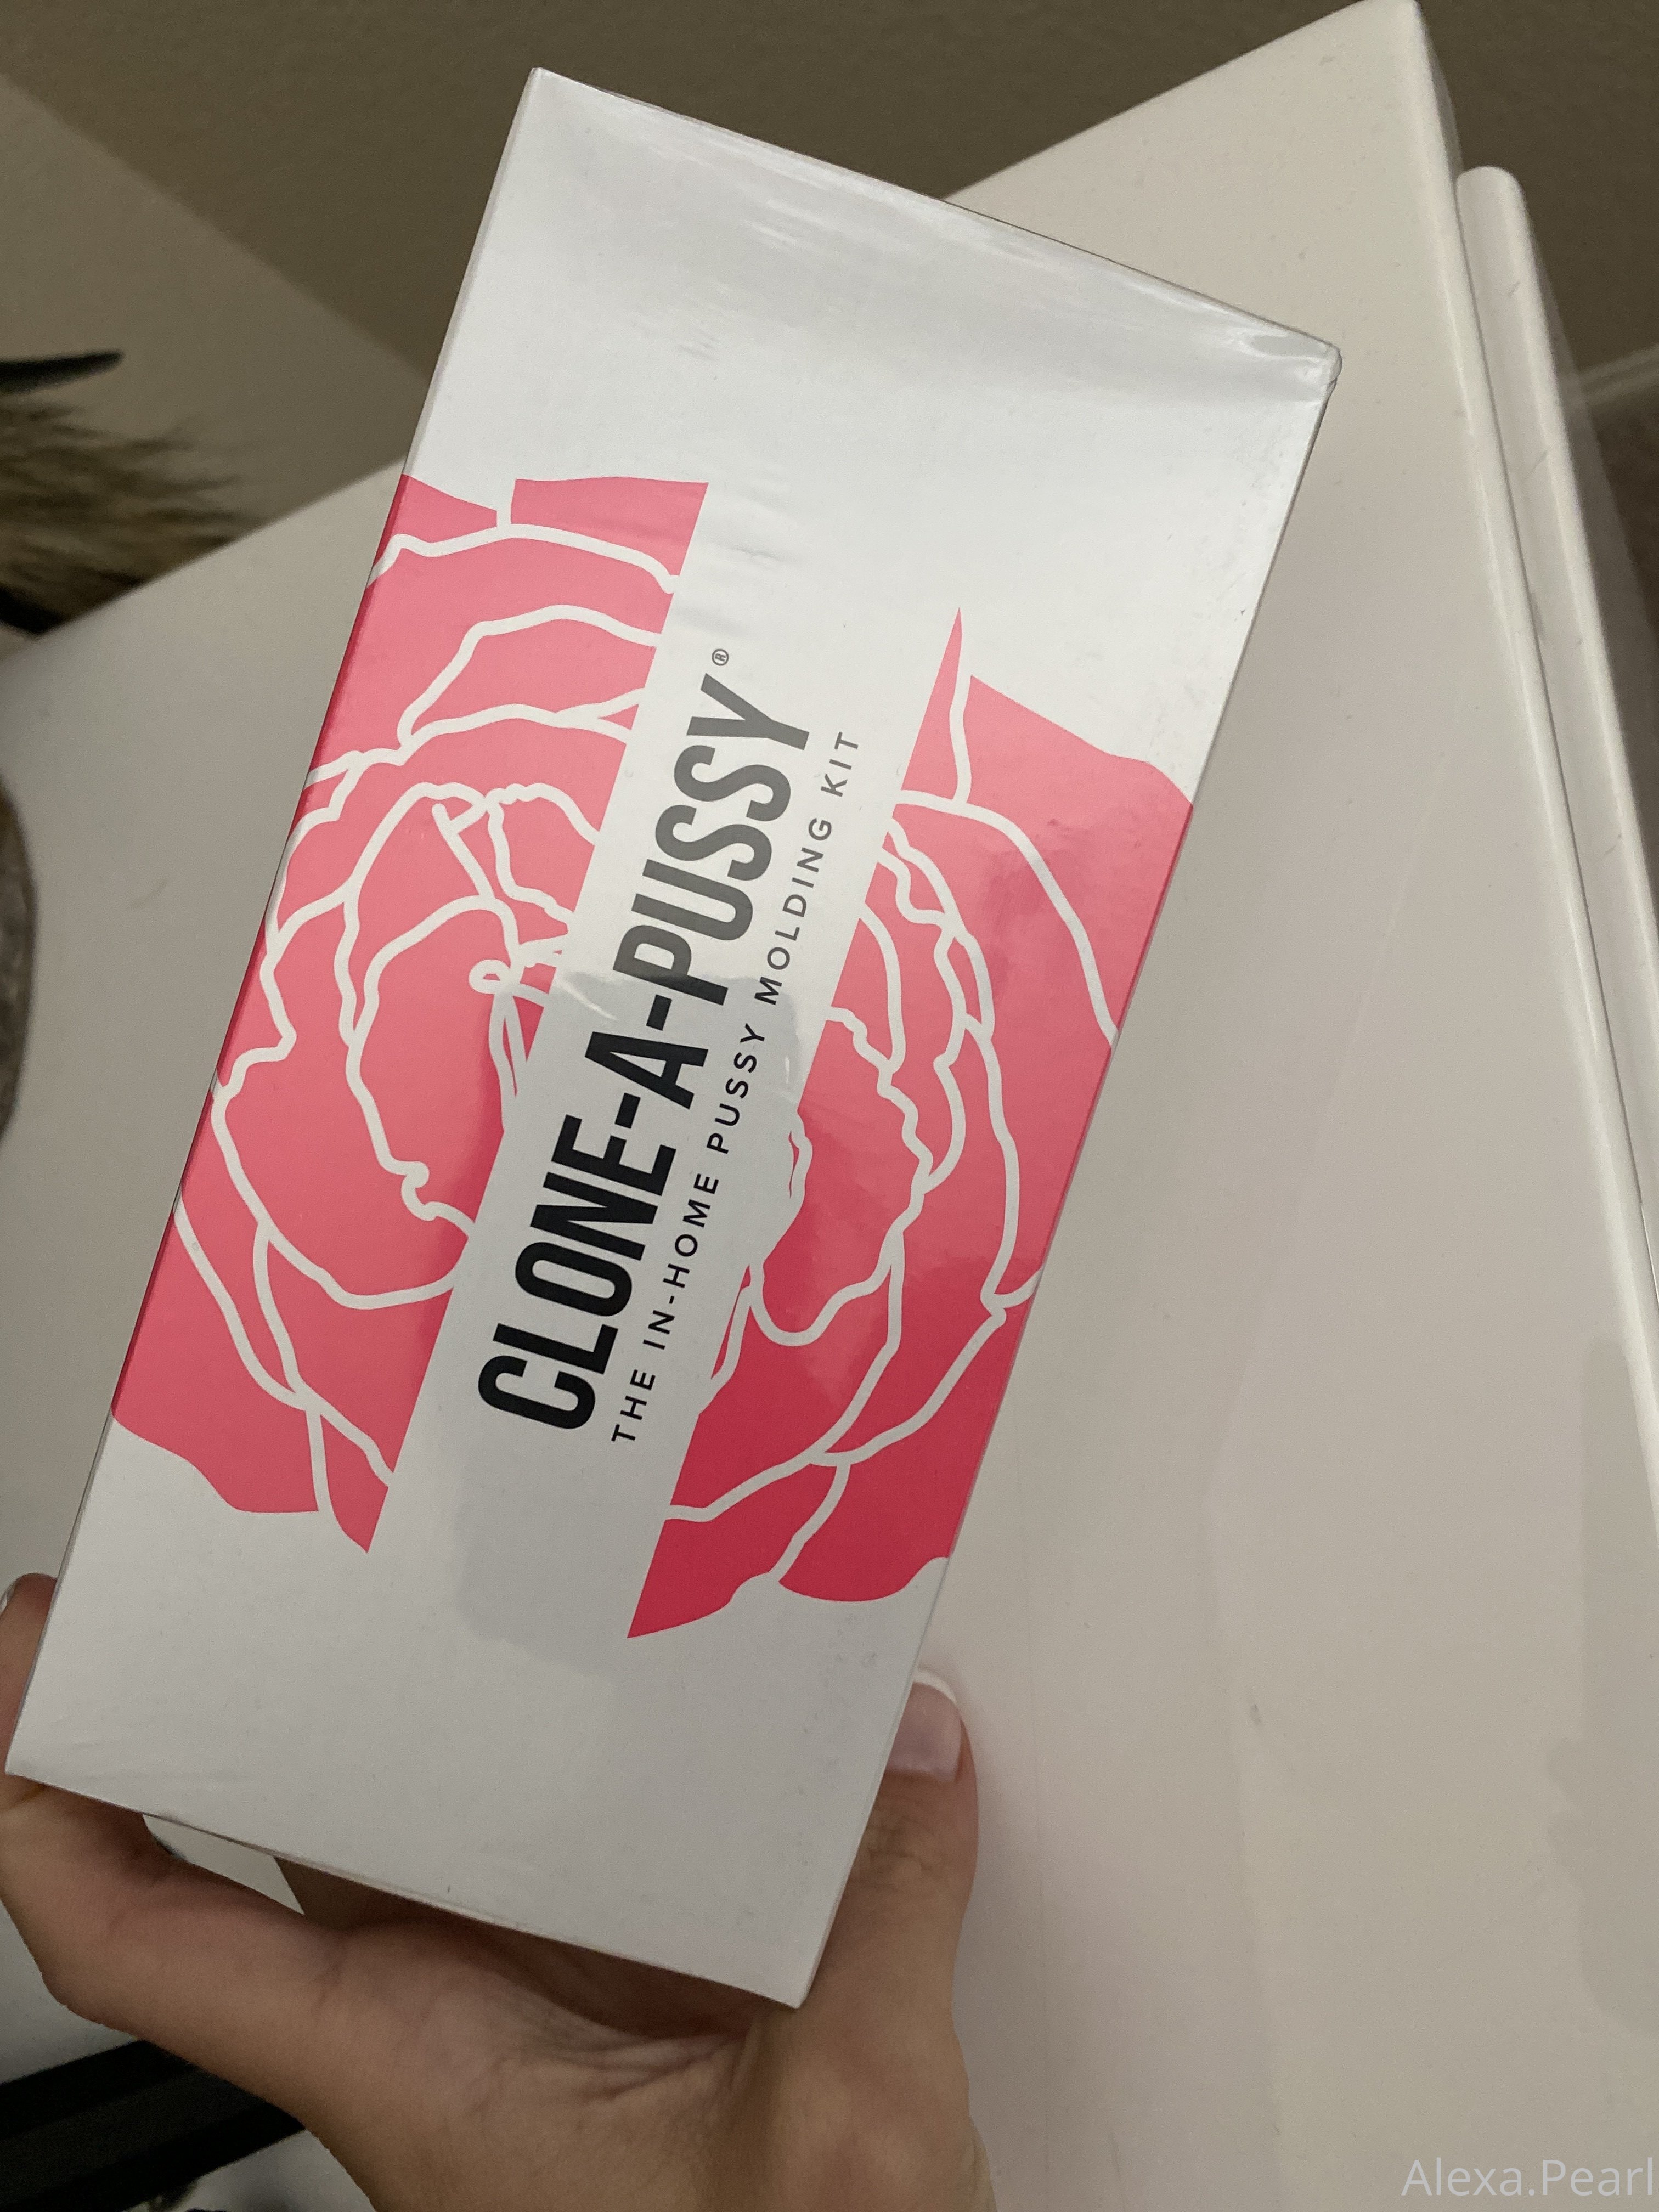 CLONE-A-PUSSY®
THE IN-HOME PUSSY MOLDING KIT
Alexa.Pearl